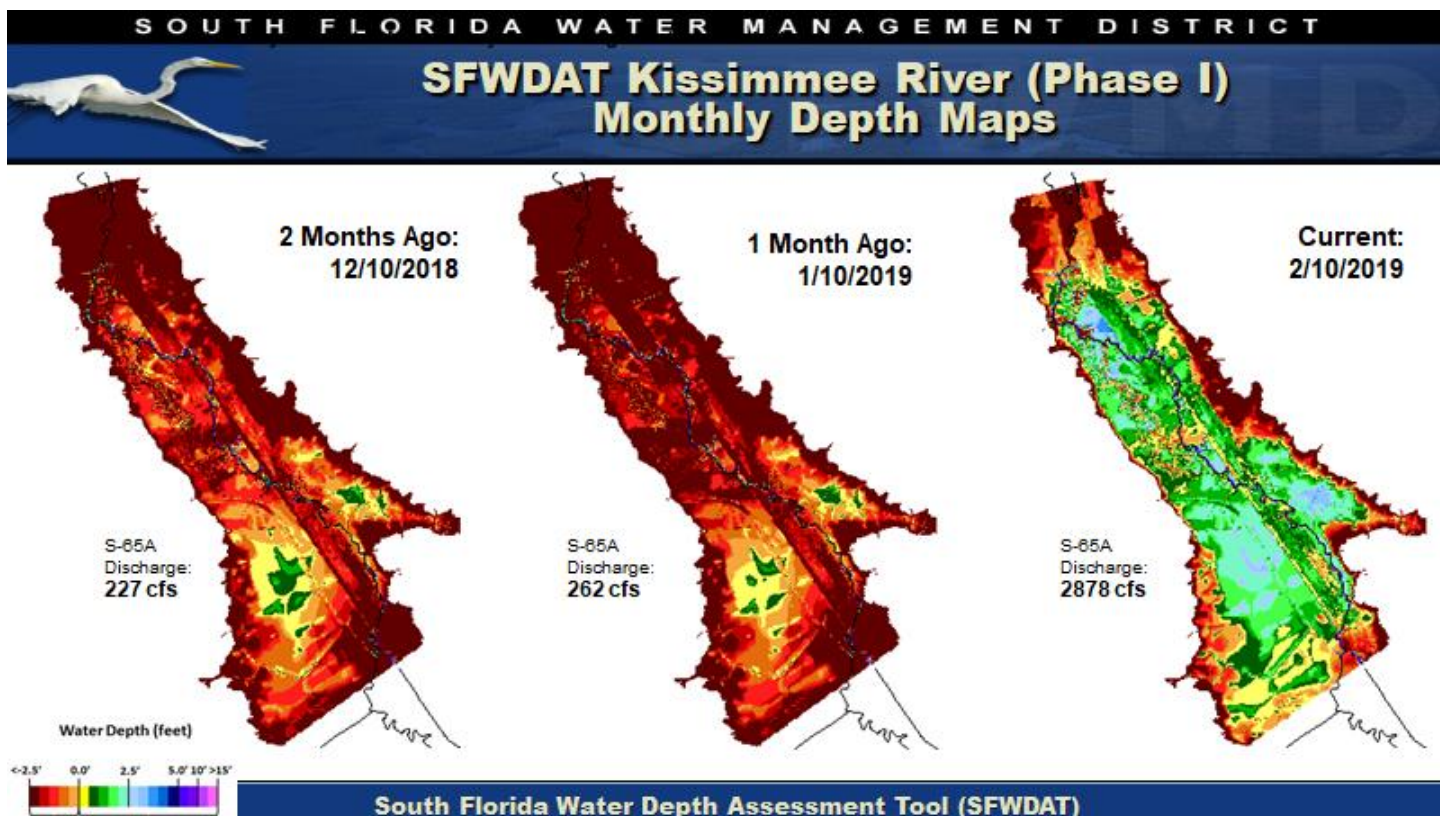 SOUTH FLORIDA WATER MANAGEMENT DISTRICT
SFWDAT Kissimmee River (Phase I)
Monthly Depth Maps
2 Months Ago:
12/10/2018
1 Month Ago:
1/10/2019
Current:
2/10/2019
S-65A
Discharge:
227 cfs
S-65A
Discharge:
262 cfs
S-65A
Discharge:
2878 cfs
Water Depth (feet)
<-2.5' 0.0' 2.5' 5.0' 10' >15'
South Florida Water Depth Assessment Tool (SFWDAT)